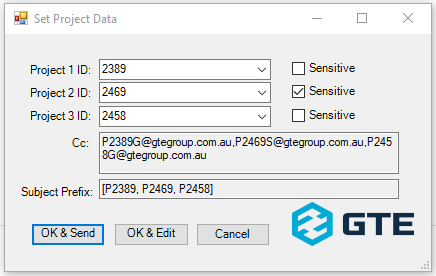 Set Project Data
Project 1 ID: 2389 Sensitive
Project 2 ID: 2469 Sensitive
Project 3 ID: 2458 Sensitive
Cc: P2389G@gtegroup.com.au,P2469S@gtegroup.com.au,P245
8G@gtegroup.com.au
Subject Prefix: [P2389, P2469, P2458]
OK & Send OK & Edit Cancel GTE